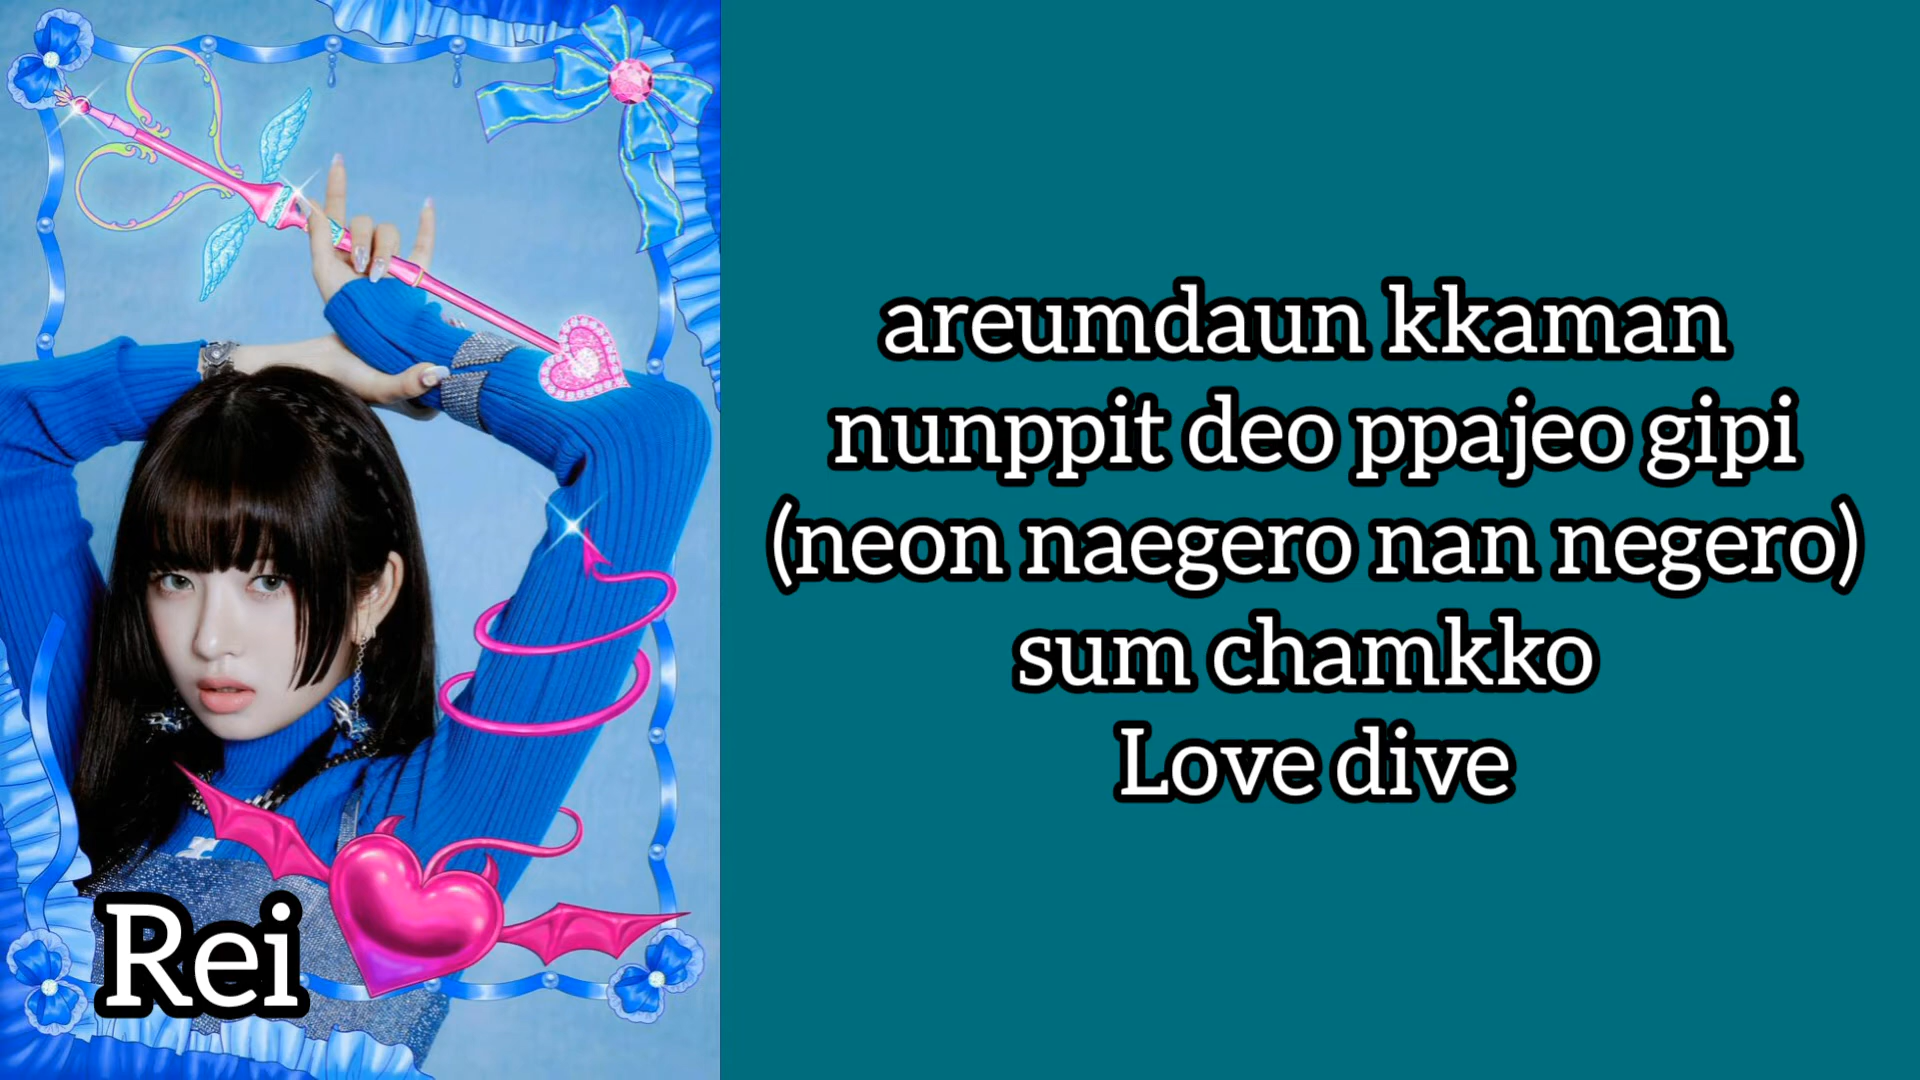 Rei
areumdaun kkaman
nunppit deo ppajeo gipi
(neon naegero nan negero)
sum chamkko
Love dive